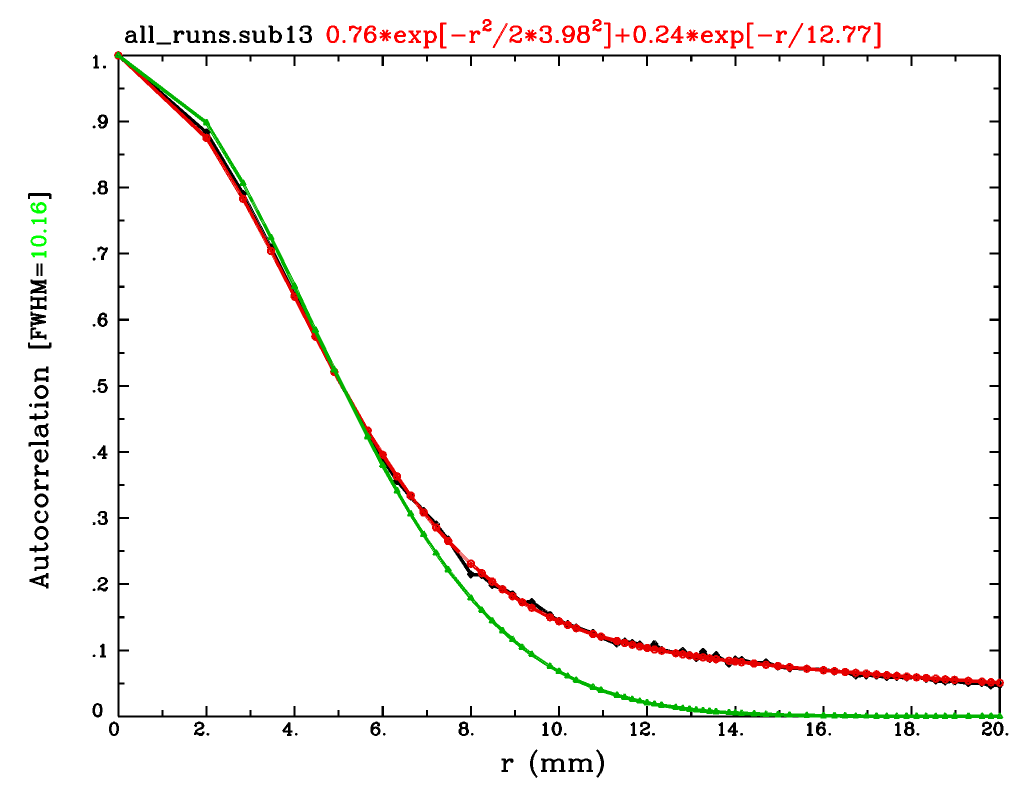 all_runs.sub13 0.76*exp[-r²/2*3.98²]+0.24*exp[-r/12.77]
1.
.9
.8
.7
.6
.5
.4
.3
.2
.1
0
Autocorrelation [FWHM=10.16]
0. 2. 4. 6. 8. 10. 12. 14. 16. 18. 20.
r (mm)